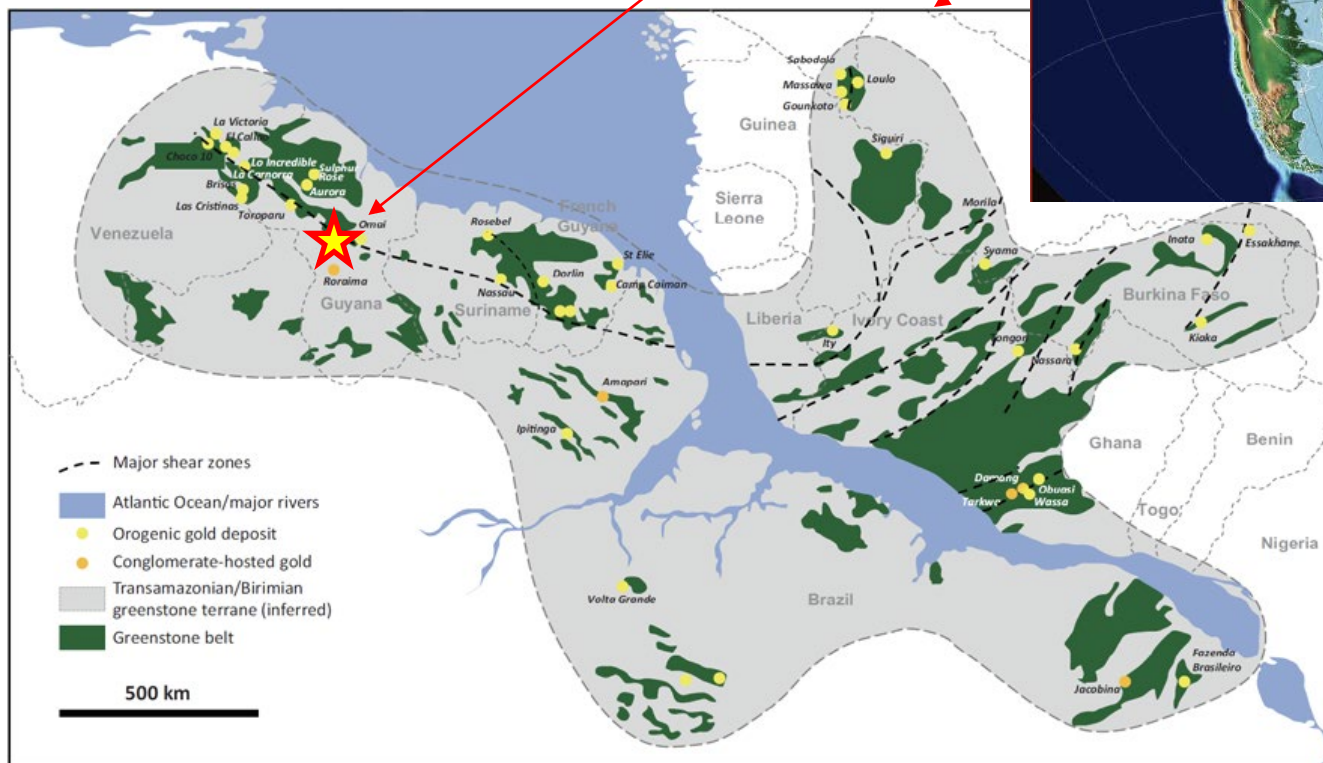 Sabodala
Massawa
Loulo
Gounkoto
Guinea
Siguiri
Sierra
Leone
Morila
Syama
Inata
Essakhane
Burkina Faso
Kiaka
Liberia
Ivory Coast
Ity
Tongon
Nassara
La Victoria
El Callao
Choco 10
Lo Incredible
La Camorra
Sulphur
Rose
Aurora
Brisas
Las Cristinas
Toroparu
Omai
Venezuela
Roraima
Guyana
Rosebel
French
Guyana
St Elie
Dorlin
Camp Caiman
Nassau
Suriname
Amapari
Ipitinga
Ghana
Benin
Togo
Nigeria
Damang
Obuasi
Tarkwa
Wassa
Volta Grande
Brazil
Fazenda
Brasileiro
Jacobina
Major shear zones
Atlantic Ocean/major rivers
Orogenic gold deposit
Conglomerate-hosted gold
Transamazonian/Birimian
greenstone terrane (inferred)
Greenstone belt
500 km